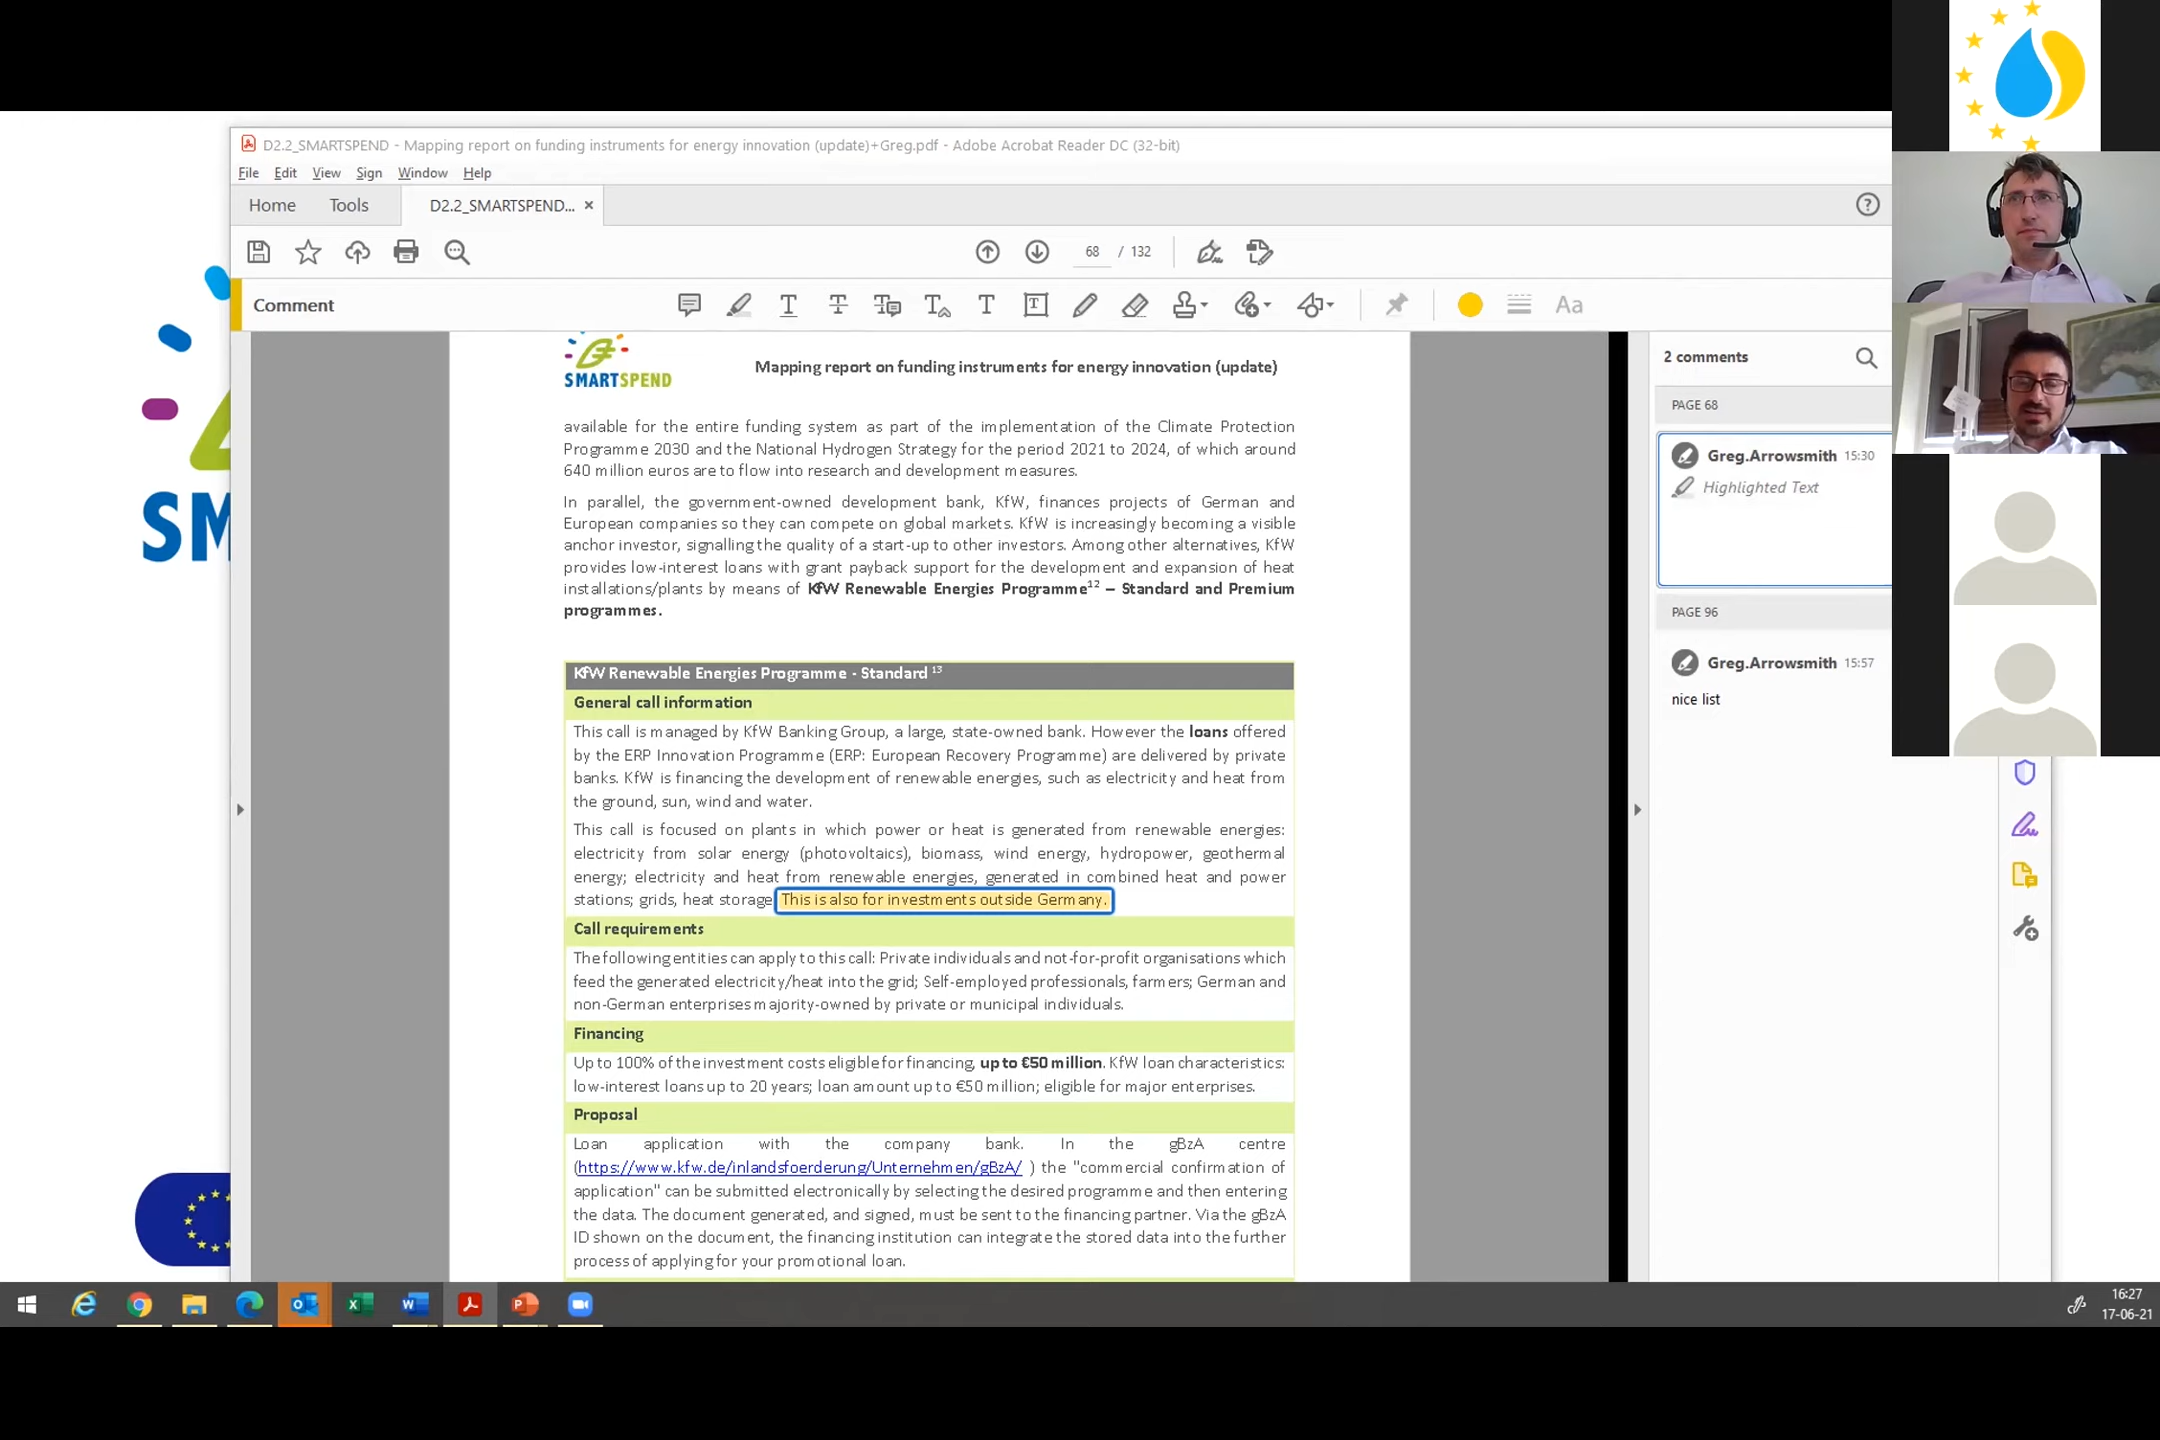 D2.2_SMARTSPEND - Mapping report on funding instruments for energy innovation (update)+Greg.pdf - Adobe Acrobat Reader DC (32-bit)
File Edit View Sign Window Help
Home Tools D2.2_SMARTSPEND... ×
68 / 132
Comment
Aa
SM
SMARTSPEND
Mapping report on funding instruments for energy innovation (update)
available for the entire funding system as part of the implementation of the Climate Protection
Programme 2030 and the National Hydrogen Strategy for the period 2021 to 2024, of which around
640 million euros are to flow into research and development measures.
In parallel, the government-owned development bank, KfW, finances projects of German and
European companies so they can compete on global markets. KfW is increasingly becoming a visible
anchor investor, signalling the quality of a start-up to other investors. Among other alternatives, KfW
provides low-interest loans with grant payback support for the development and expansion of heat
installations/plants by means of KfW Renewable Energies Programme12 – Standard and Premium
programmes.
KfW Renewable Energies Programme - Standard 13
General call information
This call is managed by KfW Banking Group, a large, state-owned bank. However the loans offered
by the ERP Innovation Programme (ERP: European Recovery Programme) are delivered by private
banks. KfW is financing the development of renewable energies, such as electricity and heat from
the ground, sun, wind and water.
This call is focused on plants in which power or heat is generated from renewable energies:
electricity from solar energy (photovoltaics), biomass, wind energy, hydropower, geothermal
energy; electricity and heat from renewable energies, generated in combined heat and power
stations; grids, heat storage This is also for investments outside Germany.
Call requirements
The following entities can apply to this call: Private individuals and not-for-profit organisations which
feed the generated electricity/heat into the grid; Self-employed professionals, farmers; German and
non-German enterprises majority-owned by private or municipal individuals.
Financing
Up to 100% of the investment costs eligible for financing, up to €50 million. KfW loan characteristics:
low-interest loans up to 20 years; loan amount up to €50 million; eligible for major enterprises.
Proposal
Loan application with the company bank. In the gBzA centre
(https://www.kfw.de/inlandsfoerderung/Unternehmen/gBzA/ ) the "commercial confirmation of
application" can be submitted electronically by selecting the desired programme and then entering
the data. The document generated, and signed, must be sent to the financing partner. Via the gBzA
ID shown on the document, the financing institution can integrate the stored data into the further
process of applying for your promotional loan.
2 comments
PAGE 68
Greg.Arrowsmith 15:30
Highlighted Text
PAGE 96
Greg.Arrowsmith 15:57
nice list
16:27
17-06-21